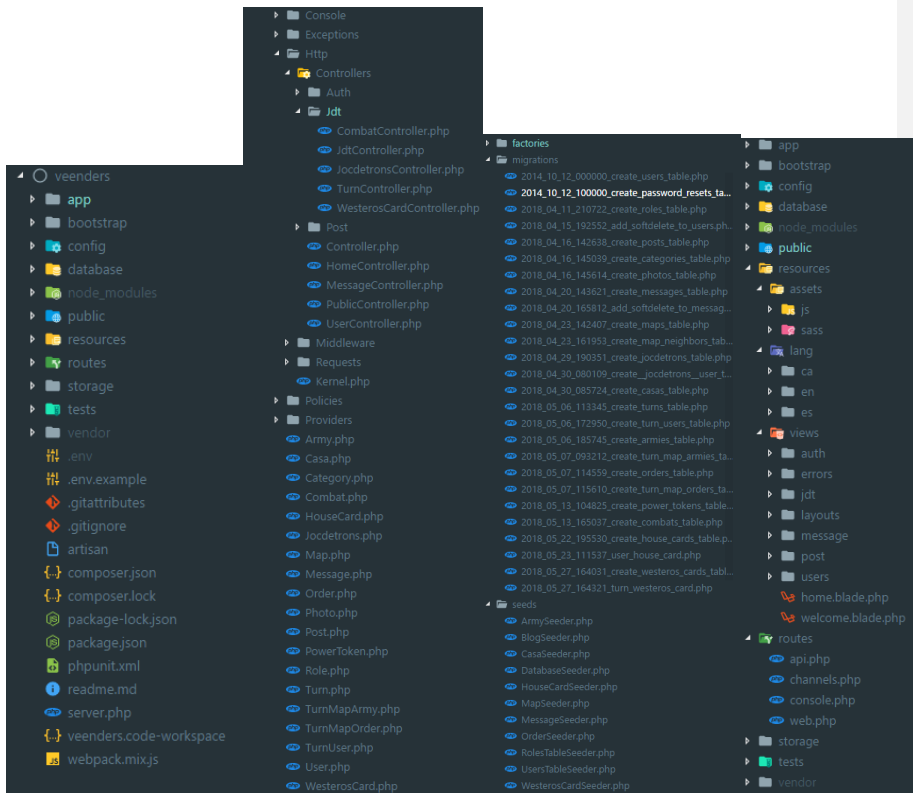 veenders
app
bootstrap
config
database
node_modules
public
resources
routes
storage
tests
vendor
.env
.env.example
.gitattributes
.gitignore
artisan
composer.json
composer.lock
package-lock.json
package.json
phpunit.xml
readme.md
server.php
veenders.code-workspace
webpack.mix.js
Console
Exceptions
Http
Controllers
Auth
Jdt
CombatController.php
JdtController.php
JocdetronsController.php
TurnController.php
WesterosCardController.php
Post
Controller.php
HomeController.php
MessageController.php
PublicController.php
UserController.php
Middleware
Requests
Kernel.php
Policies
Providers
Army.php
Casa.php
Category.php
Combat.php
HouseCard.php
Jocdetrons.php
Map.php
Message.php
Order.php
Photo.php
Post.php
PowerToken.php
Role.php
Turn.php
TurnMapArmy.php
TurnMapOrder.php
TurnUser.php
User.php
WesterosCard.php
factories
migrations
2014_10_12_000000_create_users_table.php
2014_10_12_100000_create_password_resets_ta...
2018_04_11_210722_create_roles_table.php
2018_04_15_192552_add_softdelete_to_users.ph...
2018_04_16_142638_create_posts_table.php
2018_04_16_145039_create_categories_table.php
2018_04_16_145614_create_photos_table.php
2018_04_20_143621_create_messages_table.php
2018_04_20_165812_add_softdelete_to_messag...
2018_04_23_142407_create_maps_table.php
2018_04_23_161953_create_map_neighbors_tab...
2018_04_29_190351_create_jocdetrons_table.php
2018_04_30_080109_create__jocdetrons__user_t...
2018_04_30_085724_create_casas_table.php
2018_05_06_113345_create_turns_table.php
2018_05_06_172950_create_turn_users_table.php
2018_05_06_185745_create_armies_table.php
2018_05_07_093212_create_turn_map_armies_ta...
2018_05_07_114559_create_orders_table.php
2018_05_07_115610_create_turn_map_orders_ta...
2018_05_13_104825_create_power_tokens_table...
2018_05_13_165037_create_combats_table.php
2018_05_22_195530_create_house_cards_table.p...
2018_05_23_111537_user_house_card.php
2018_05_27_164031_create_westeros_cards_tabl...
2018_05_27_164321_turn_westeros_card.php
seeds
ArmySeeder.php
BlogSeeder.php
CasaSeeder.php
DatabaseSeeder.php
HouseCardSeeder.php
MapSeeder.php
MessageSeeder.php
OrderSeeder.php
RolesTableSeeder.php
UsersTableSeeder.php
WesterosCardSeeder.php
app
bootstrap
config
database
node_modules
public
resources
assets
js
sass
lang
ca
en
es
views
auth
errors
jdt
layouts
message
post
users
home.blade.php
welcome.blade.php
routes
api.php
channels.php
console.php
web.php
storage
tests
vendor